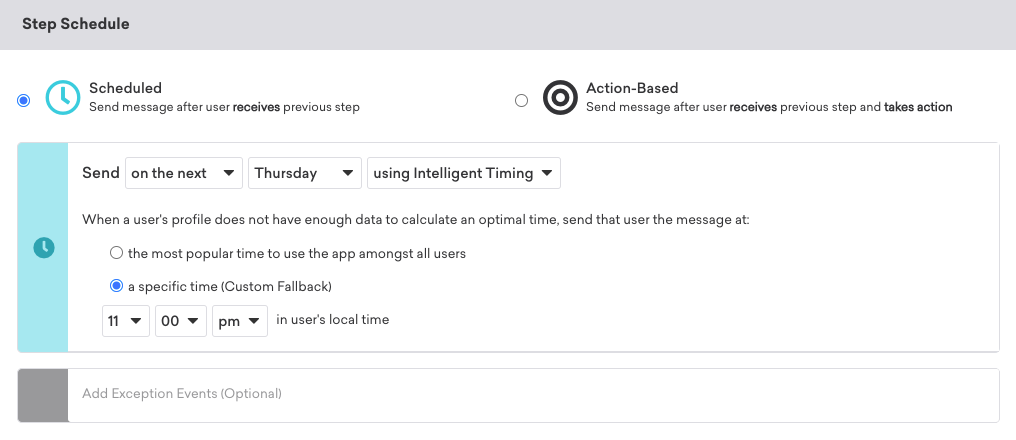 Step Schedule
Scheduled
Send message after user receives previous step
Action-Based
Send message after user receives previous step and takes action
Send on the next Thursday using Intelligent Timing
When a user's profile does not have enough data to calculate an optimal time, send that user the message at:
the most popular time to use the app amongst all users
a specific time (Custom Fallback)
11 00 pm in user's local time
Add Exception Events (Optional)